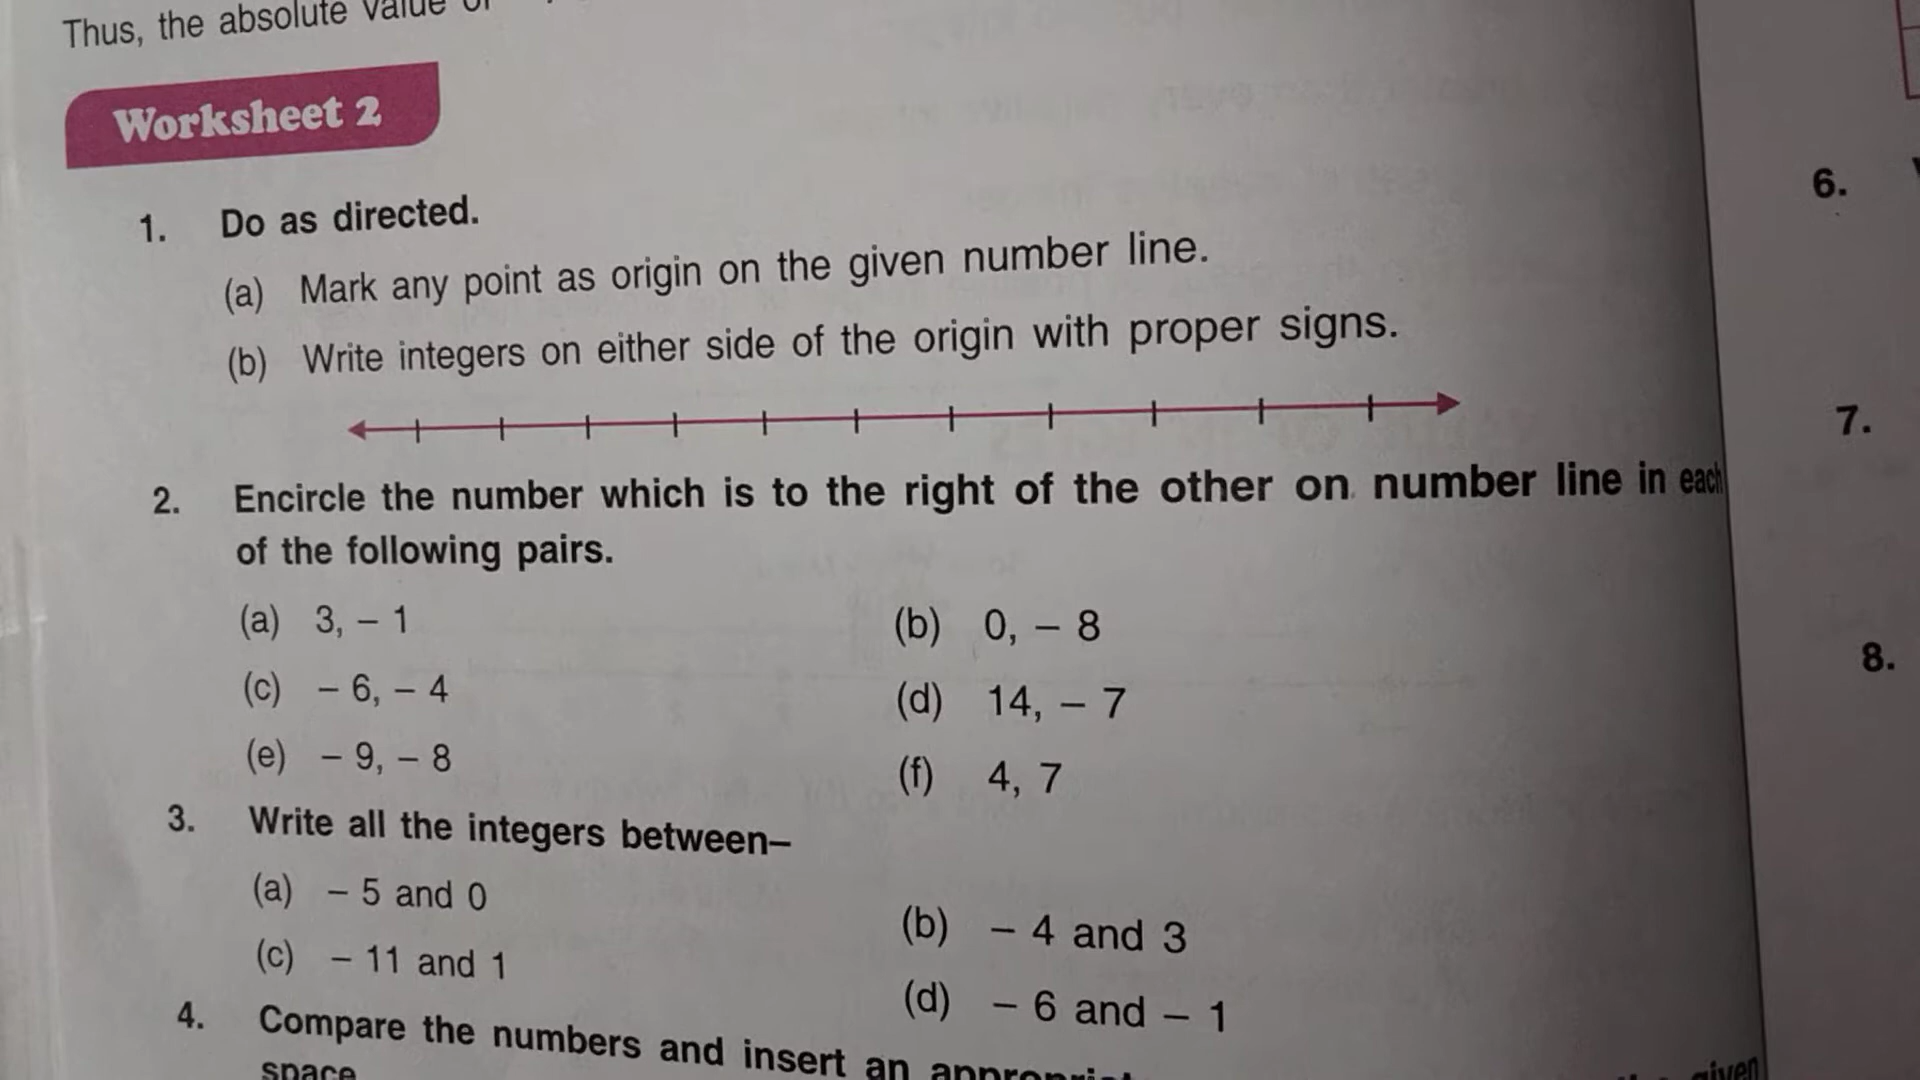 Thus, the absolute value of
Worksheet 2
1. Do as directed.
(a) Mark any point as origin on the given number line.
(b) Write integers on either side of the origin with proper signs.
2. Encircle the number which is to the right of the other on number line in each
of the following pairs.
(a) 3, – 1 (b) 0, – 8
(c) – 6, – 4 (d) 14, – 7
(e) – 9, – 8 (f) 4, 7
3. Write all the integers between–
(a) – 5 and 0 (b) – 4 and 3
(c) – 11 and 1 (d) – 6 and – 1
4. Compare the numbers and insert an given
space
6.
7.
8.